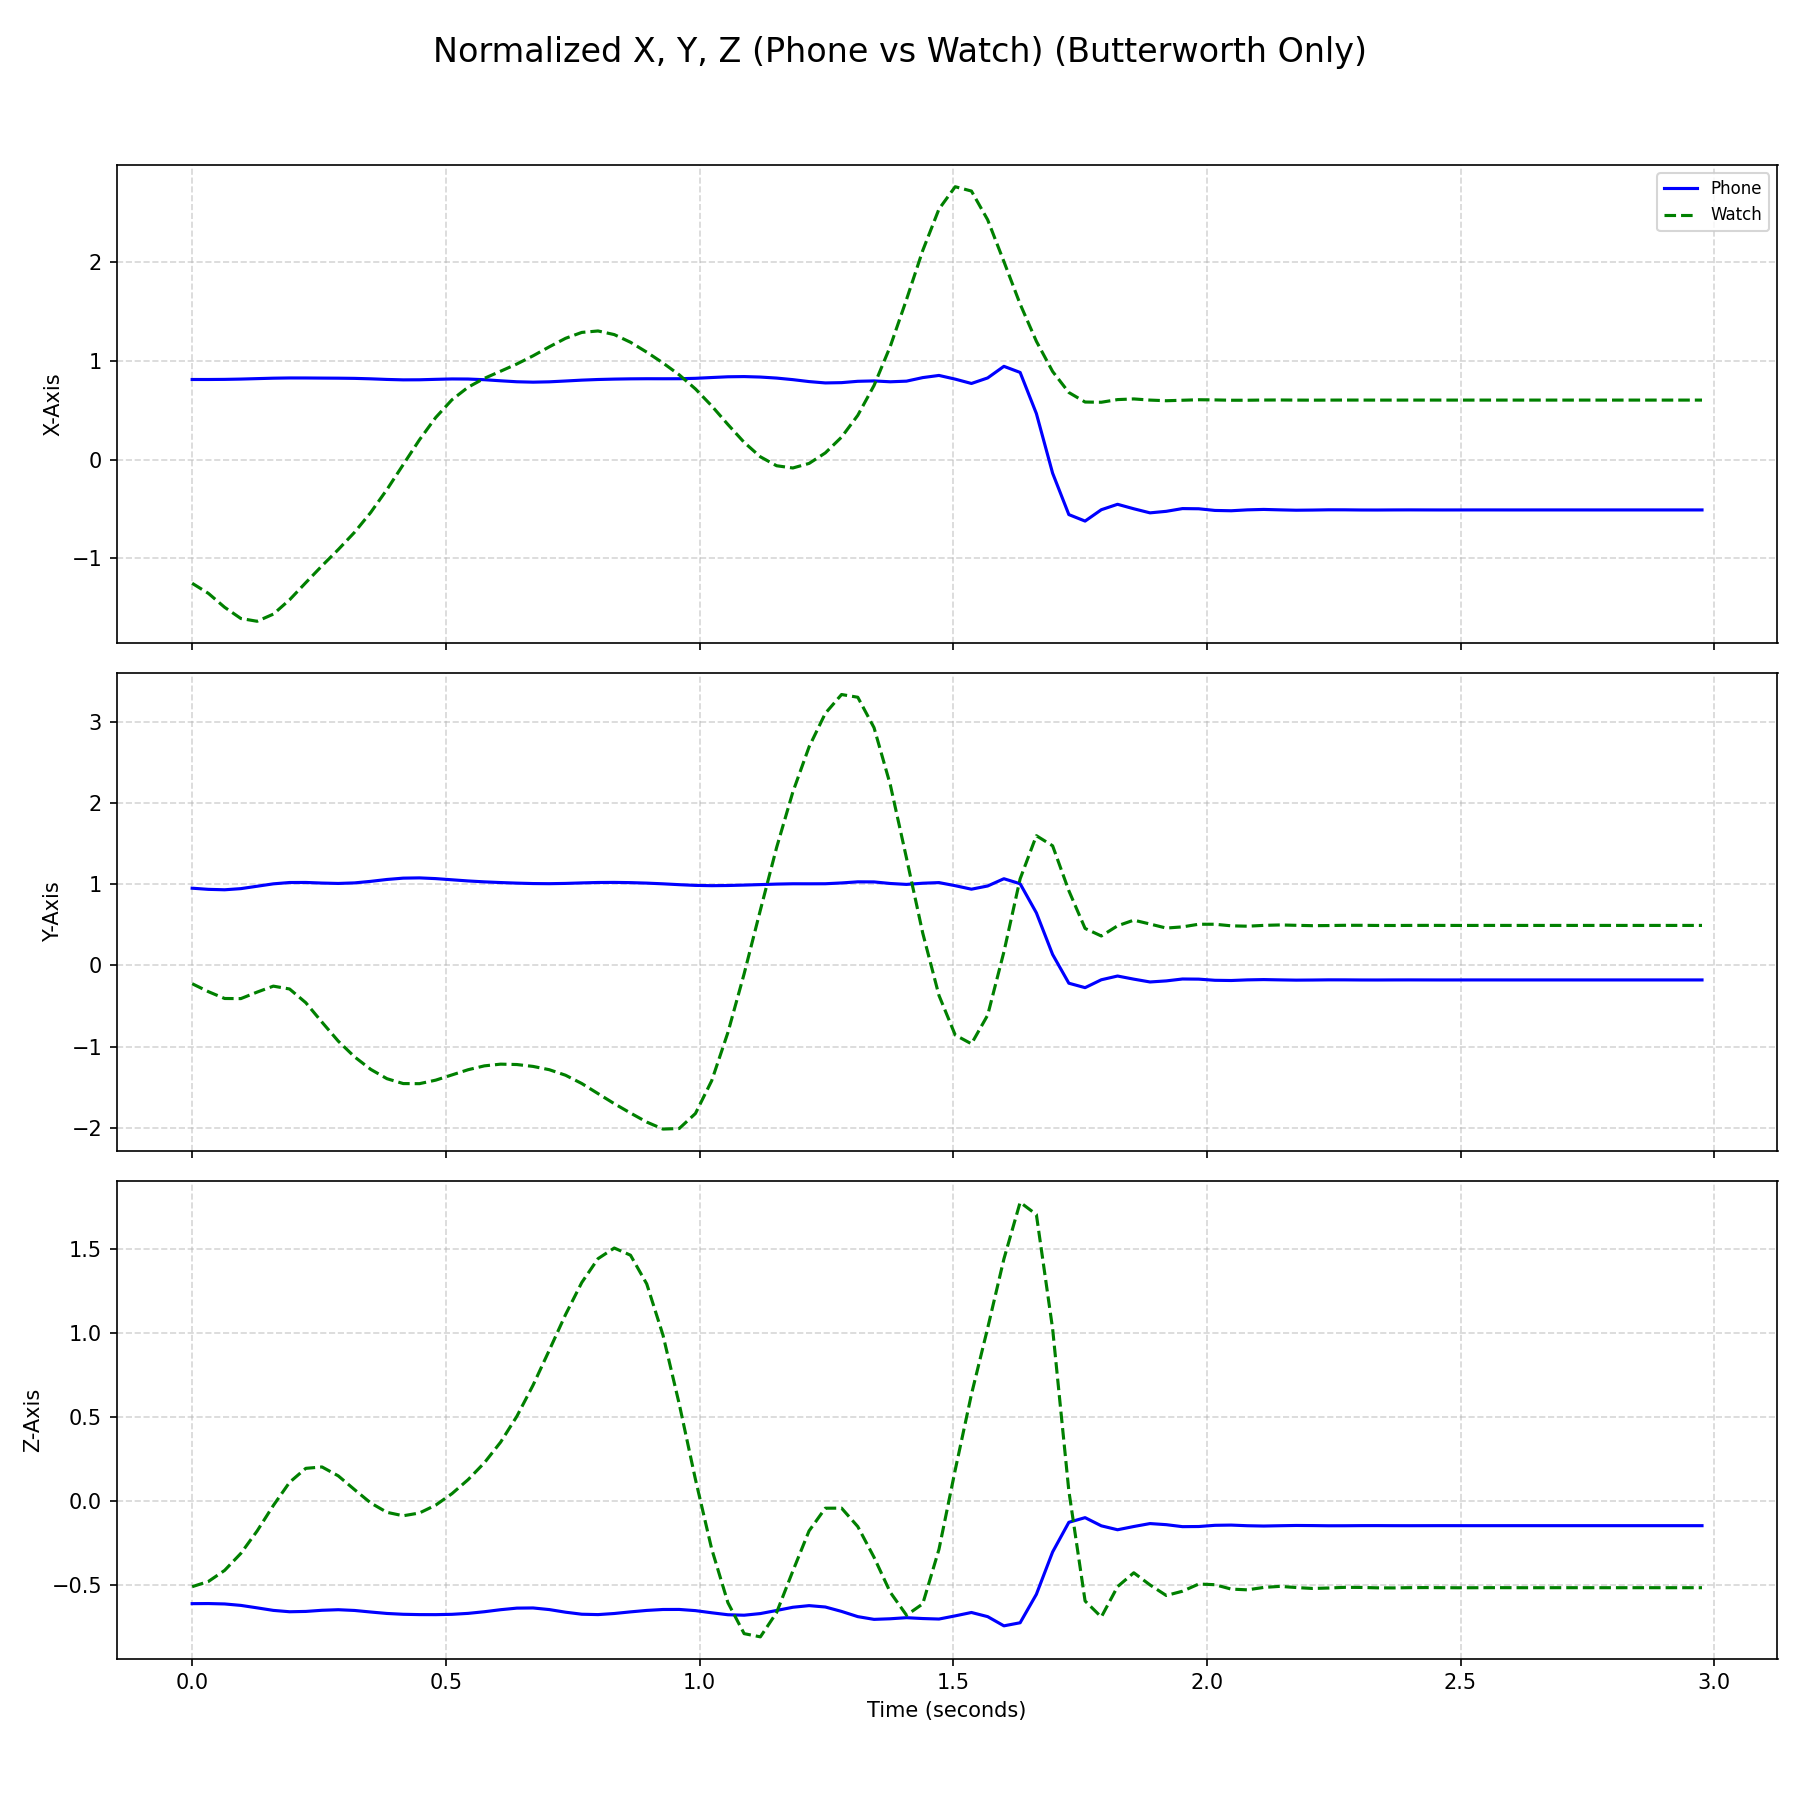 Normalized X, Y, Z (Phone vs Watch) (Butterworth Only)
Phone
Watch
2
1
0
−1
X-Axis
3
2
1
0
−1
−2
Y-Axis
1.5
1.0
0.5
0.0
−0.5
Z-Axis
0.0 0.5 1.0 1.5 2.0 2.5 3.0
Time (seconds)